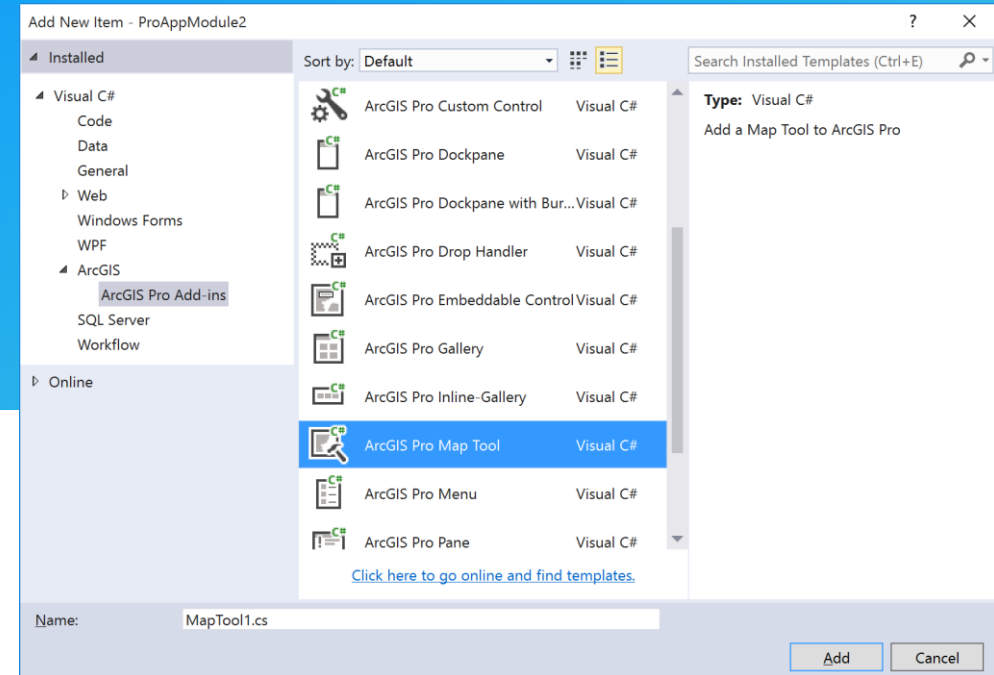 Add New Item - ProAppModule2
? ×
Installed
Sort by: Default
Search Installed Templates (Ctrl+E)
Visual C#
Code
Data
General
Web
Windows Forms
WPF
ArcGIS
ArcGIS Pro Add-ins
SQL Server
Workflow
Online
C# ArcGIS Pro Custom Control Visual C#
C# ArcGIS Pro Dockpane Visual C#
C# ArcGIS Pro Dockpane with Bur... Visual C#
C# ArcGIS Pro Drop Handler Visual C#
C# ArcGIS Pro Embeddable Control Visual C#
C# ArcGIS Pro Gallery Visual C#
C# ArcGIS Pro Inline-Gallery Visual C#
C# ArcGIS Pro Map Tool Visual C#
C# ArcGIS Pro Menu Visual C#
C# ArcGIS Pro Pane Visual C#
Click here to go online and find templates.
Type: Visual C#
Add a Map Tool to ArcGIS Pro
Name: MapTool1.cs
Add Cancel